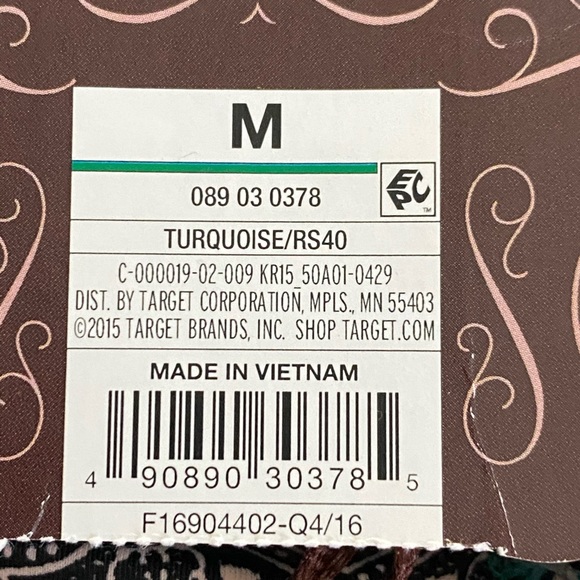 M
EPC™
089 03 0378
TURQUOISE/RS40
C-000019-02-009 KR15_50A01-0429
DIST. BY TARGET CORPORATION, MPLS., MN 55403
©2015 TARGET BRANDS, INC. SHOP TARGET.COM
MADE IN VIETNAM
4 90890 30378 5
F16904402-Q4/16